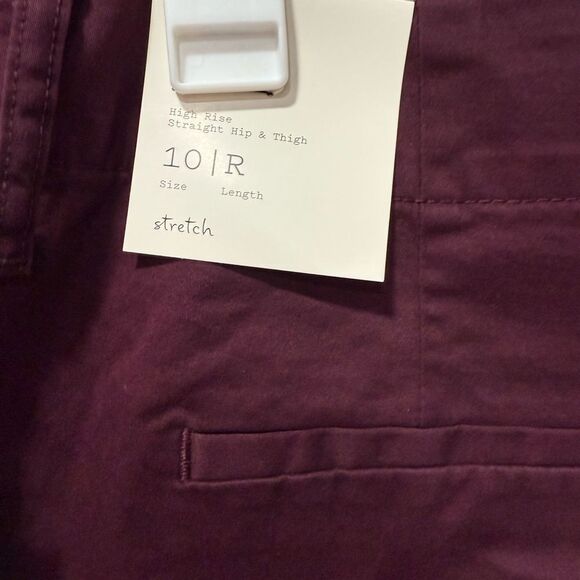 High Rise
Straight Hip & Thigh
10|R
Size Length
stretch